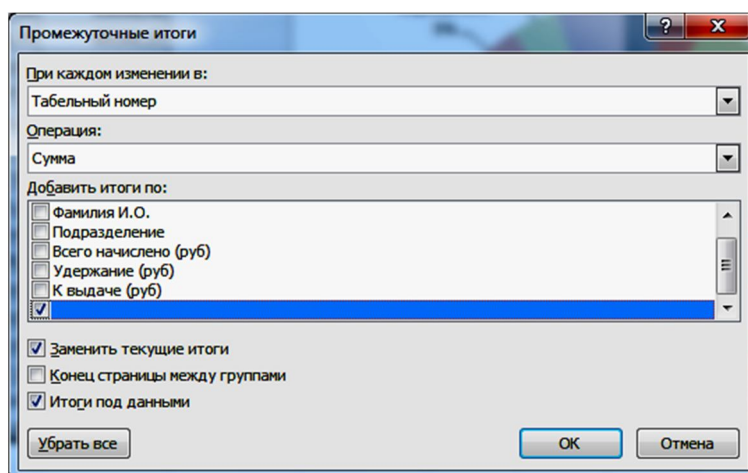 Промежуточные итоги
При каждом изменении в:
Табельный номер
Операция:
Сумма
Добавить итоги по:
Фамилия И.О.
Подразделение
Всего начислено (руб)
Удержание (руб)
К выдаче (руб)
Заменить текущие итоги
Конец страницы между группами
Итоги под данными
Убрать все
ОК
Отмена